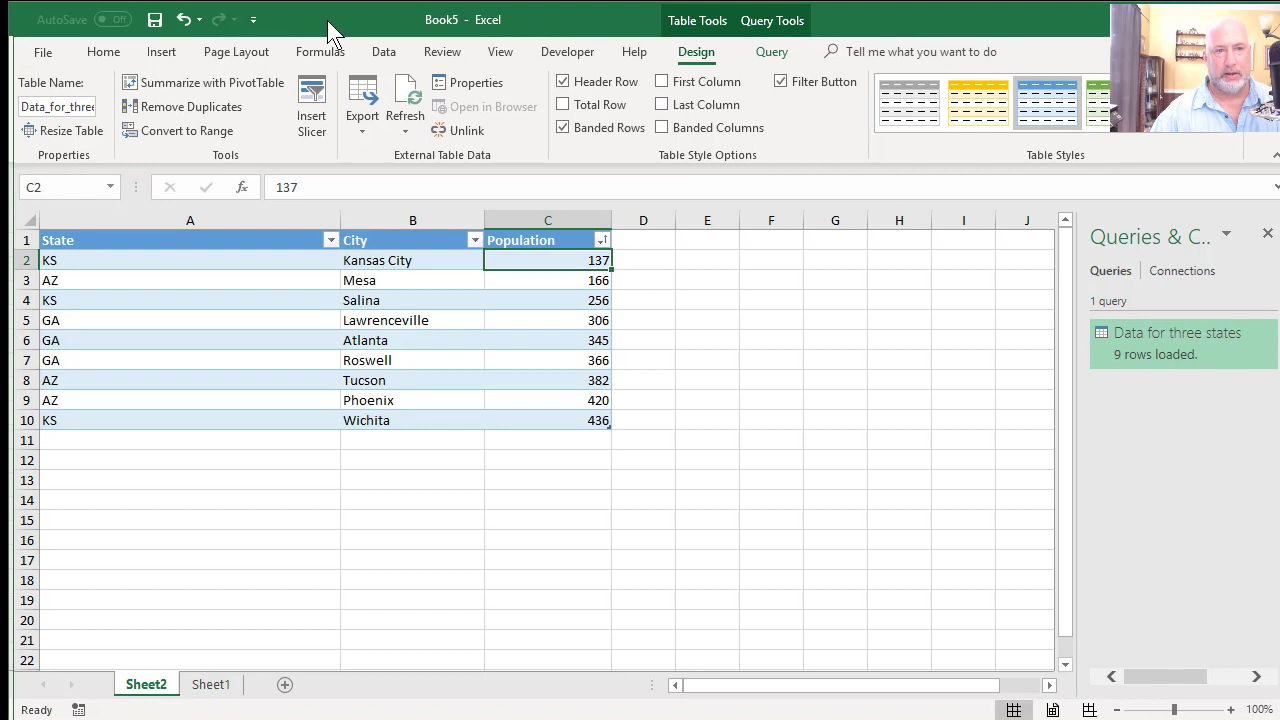 AutoSave Off
Book5 - Excel
Table Tools Query Tools
File Home Insert Page Layout Formulas Data Review View Developer Help Design Query Tell me what you want to do
Table Name:
Data_for_three
Resize Table
Properties
Summarize with PivotTable
Remove Duplicates
Convert to Range
Tools
Insert
Slicer
Export
Refresh
Properties
Open in Browser
Unlink
External Table Data
Header Row First Column Filter Button
Total Row Last Column
Banded Rows Banded Columns
Table Style Options
Table Styles
C2 fx 137
A B C D E F G H I J
1 State City Population
2 KS Kansas City 137
3 AZ Mesa 166
4 KS Salina 256
5 GA Lawrenceville 306
6 GA Atlanta 345
7 GA Roswell 366
8 AZ Tucson 382
9 AZ Phoenix 420
10 KS Wichita 436
11
12
13
14
15
16
17
18
19
20
21
22
Queries & C..
Queries Connections
1 query
Data for three states
9 rows loaded.
Sheet2 Sheet1
Ready
100%